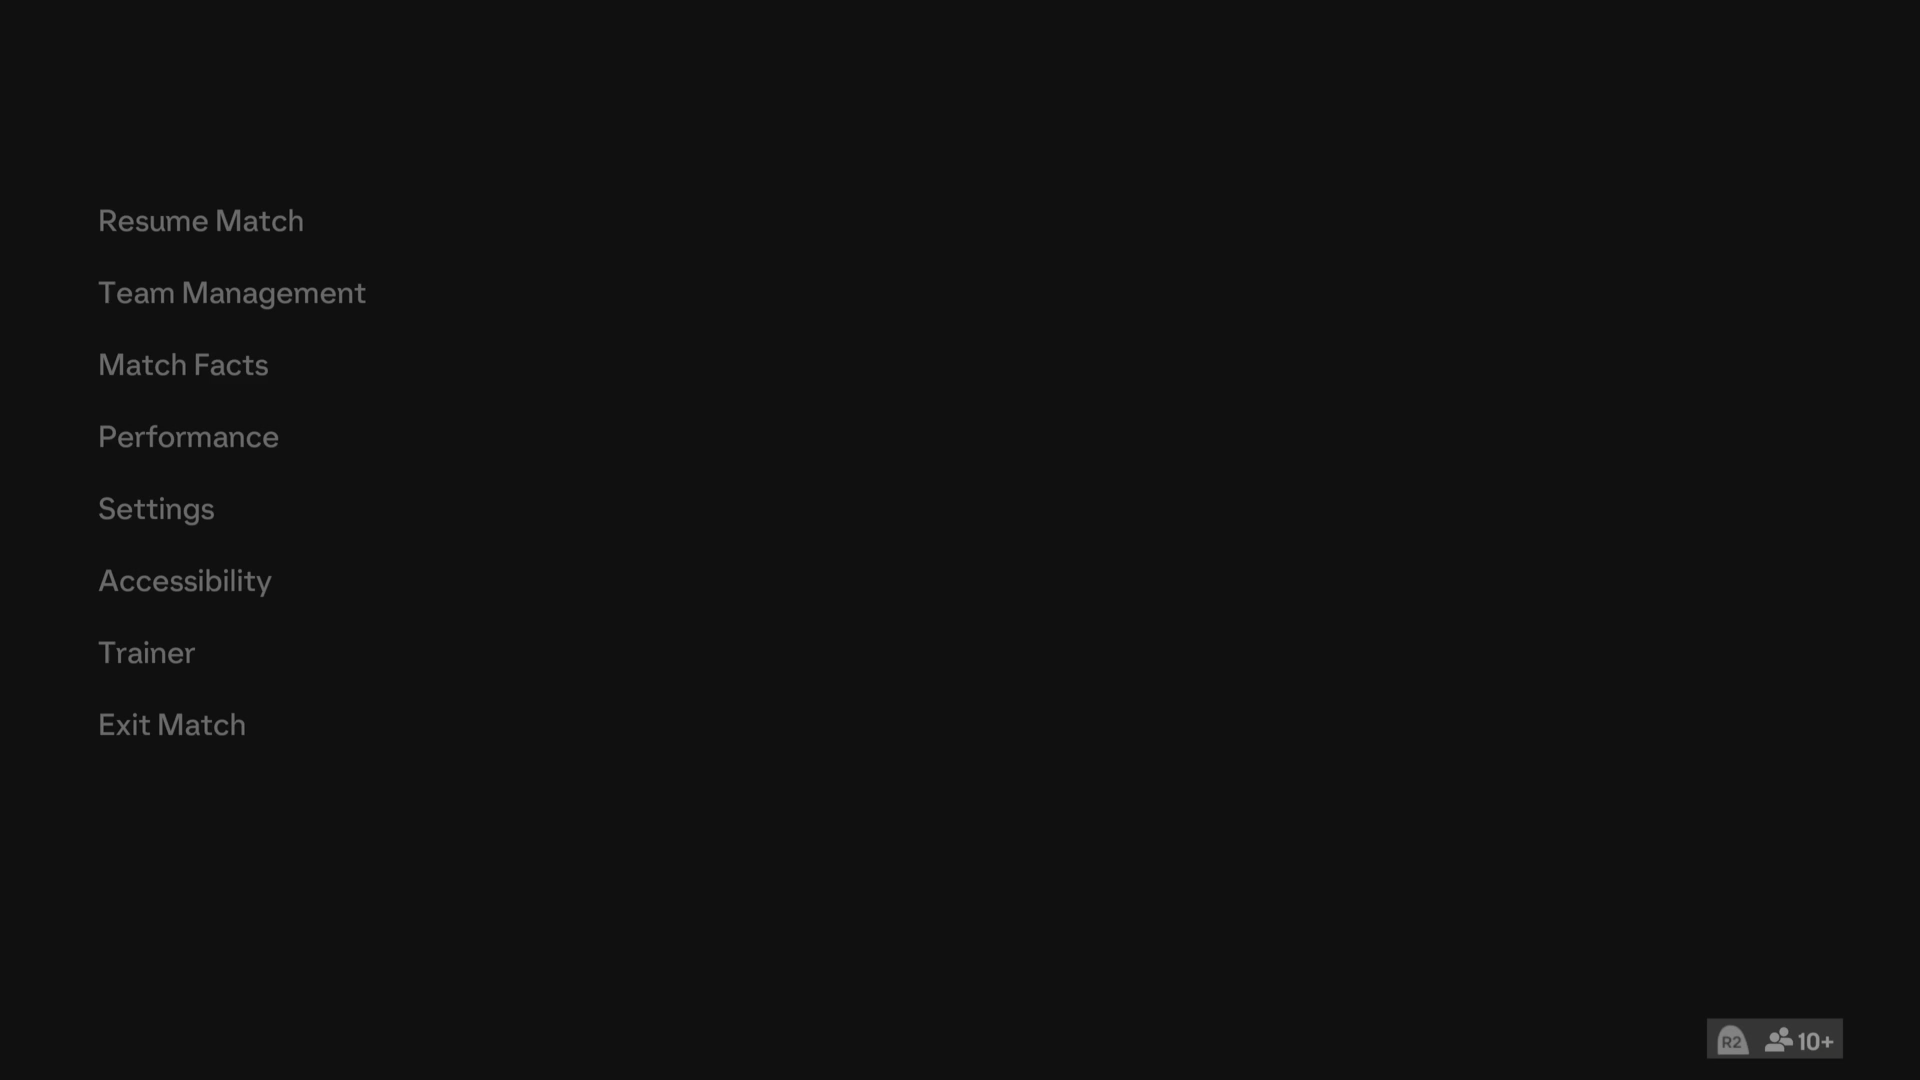 Resume Match
Team Management
Match Facts
Performance
Settings
Accessibility
Trainer
Exit Match
R2 10+